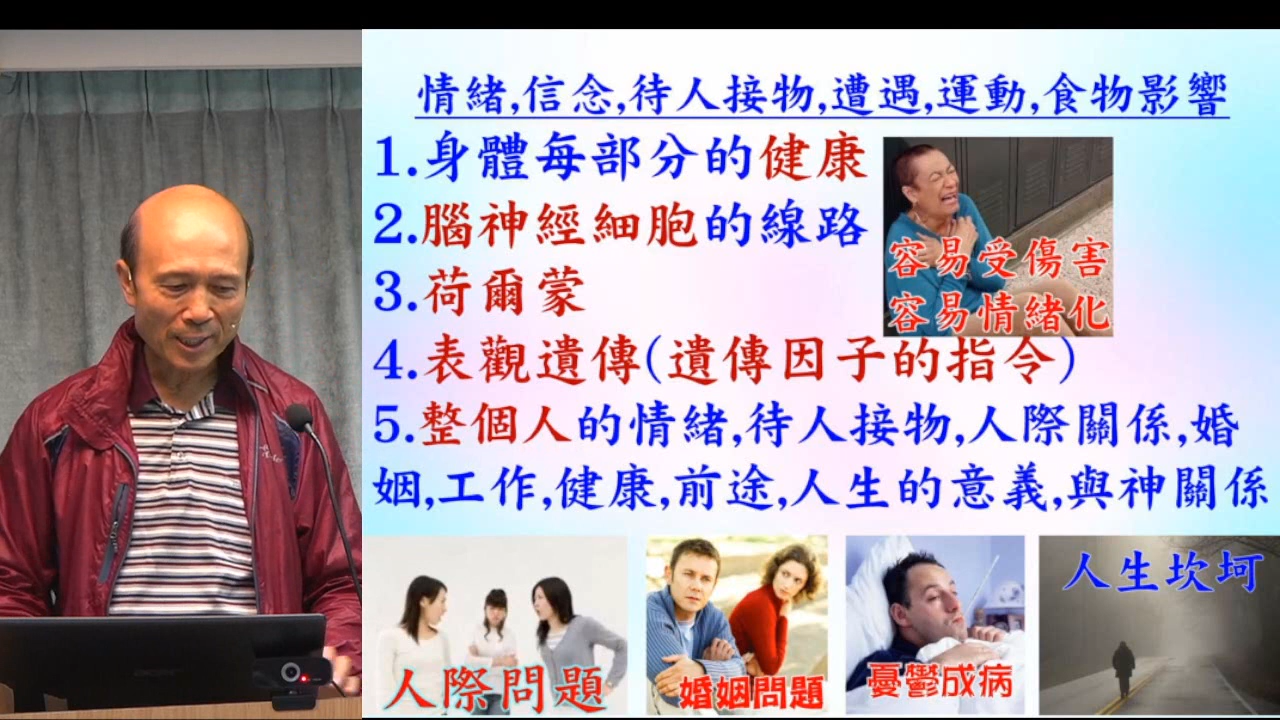 情緒,信念,待人接物,遭遇,運動,食物影響
1.身體每部分的健康
2.腦神經細胞的線路
3.荷爾蒙
容易受傷害
容易情緒化
4.表觀遺傳(遺傳因子的指令)
5.整個人的情緒,待人接物,人際關係,婚
姻,工作,健康,前途,人生的意義,與神關係
人際問題
婚姻問題
憂鬱成病
人生坎坷